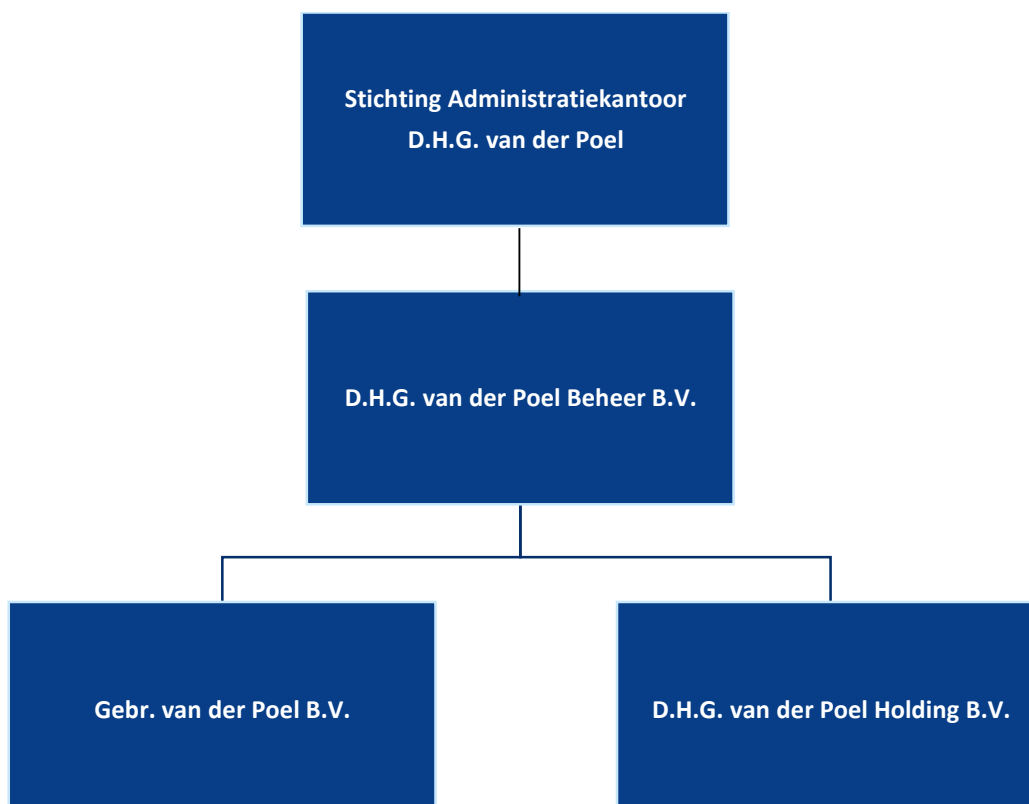 Stichting Administratiekantoor
D.H.G. van der Poel
D.H.G. van der Poel Beheer B.V.
Gebr. van der Poel B.V.
D.H.G. van der Poel Holding B.V.